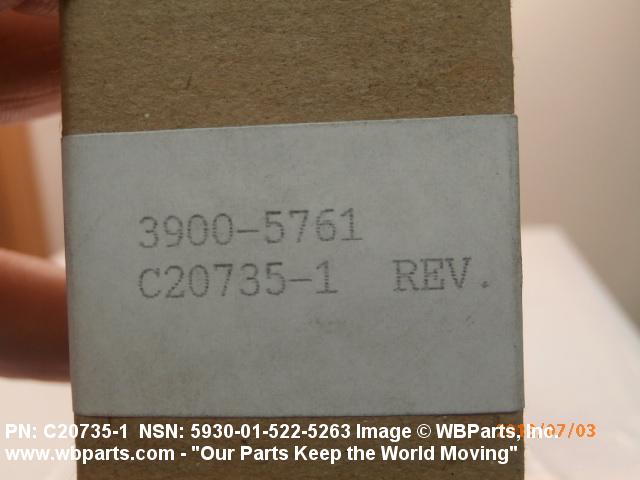 3900-5761
C20735-1 REV.
PN: C20735-1 NSN: 5930-01-522-5263 Image © WBParts, Inc.
www.wbparts.com - "Our Parts Keep the World Moving"